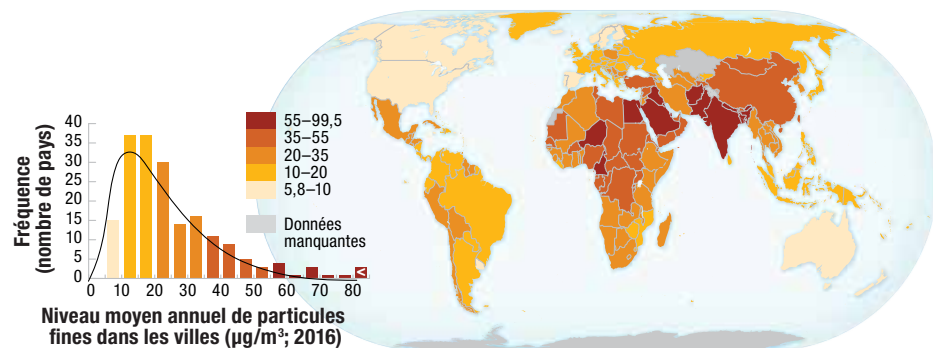 Fréquence
(nombre de pays)
40
35
30
25
20
15
10
5
0
0 10 20 30 40 50 60 70 80
<
Niveau moyen annuel de particules
fines dans les villes (μg/m³; 2016)
55–99,5
35–55
20–35
10–20
5,8–10
Données
manquantes